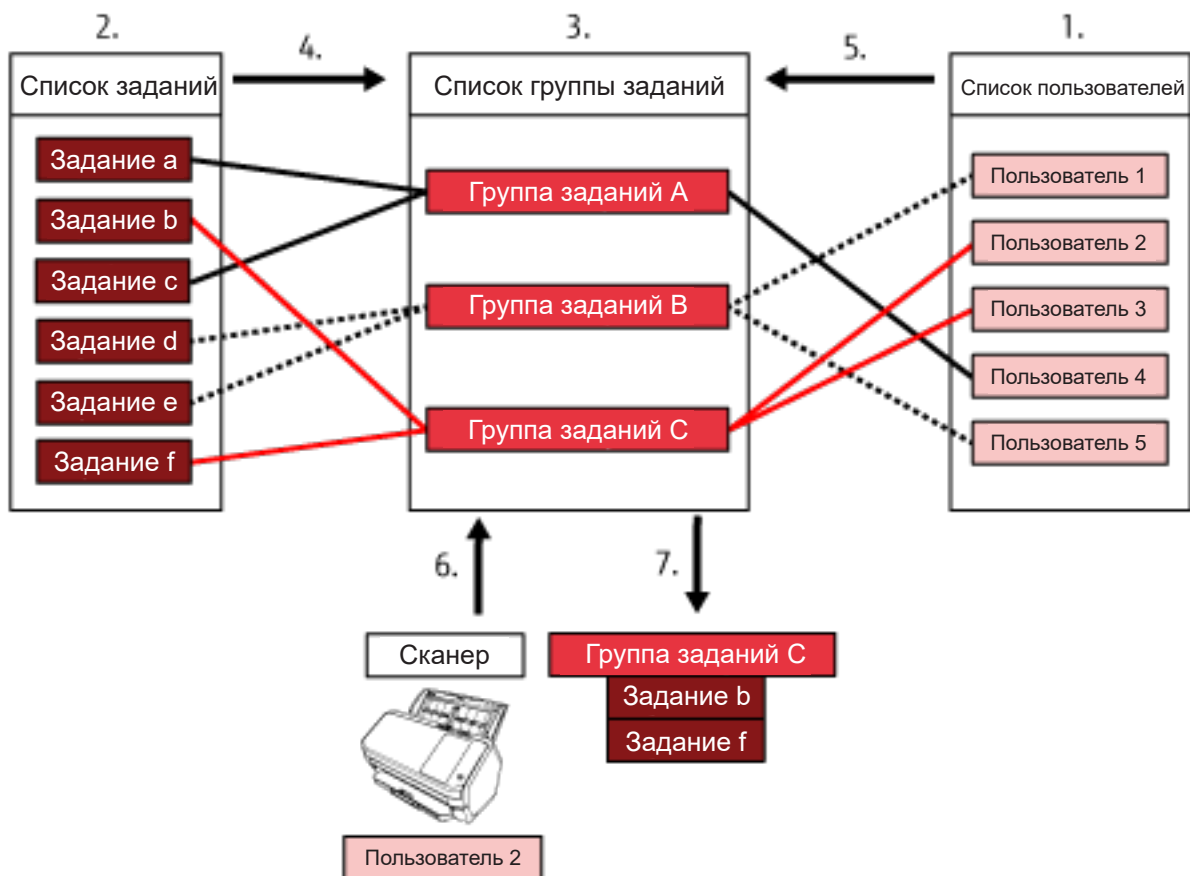 2.
3.
1.
4.
5.
Список заданий
Список группы заданий
Список пользователей
Задание a
Задание b
Задание c
Задание d
Задание e
Задание f
Группа заданий A
Группа заданий B
Группа заданий C
Пользователь 1
Пользователь 2
Пользователь 3
Пользователь 4
Пользователь 5
6.
7.
Сканер
Пользователь 2
Группа заданий C
Задание b
Задание f